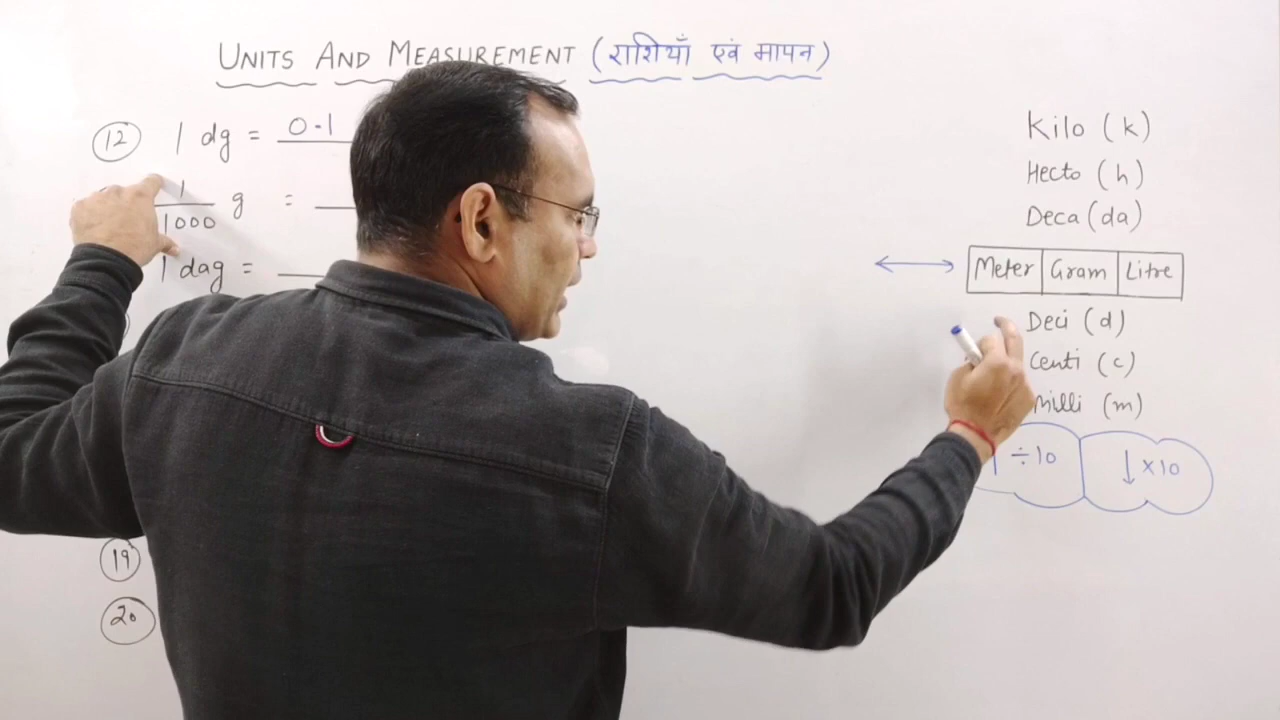 UNITS AND MEASUREMENT (राशियाँ एवं मापन)
12 1 dg = 0.1
1/1000 g =
1 dag =
19
20
Kilo (k)
Hecto (h)
Deca (da)
Meter Gram Litre
Deci (d)
Centi (c)
Milli (m)
÷10 ↓×10